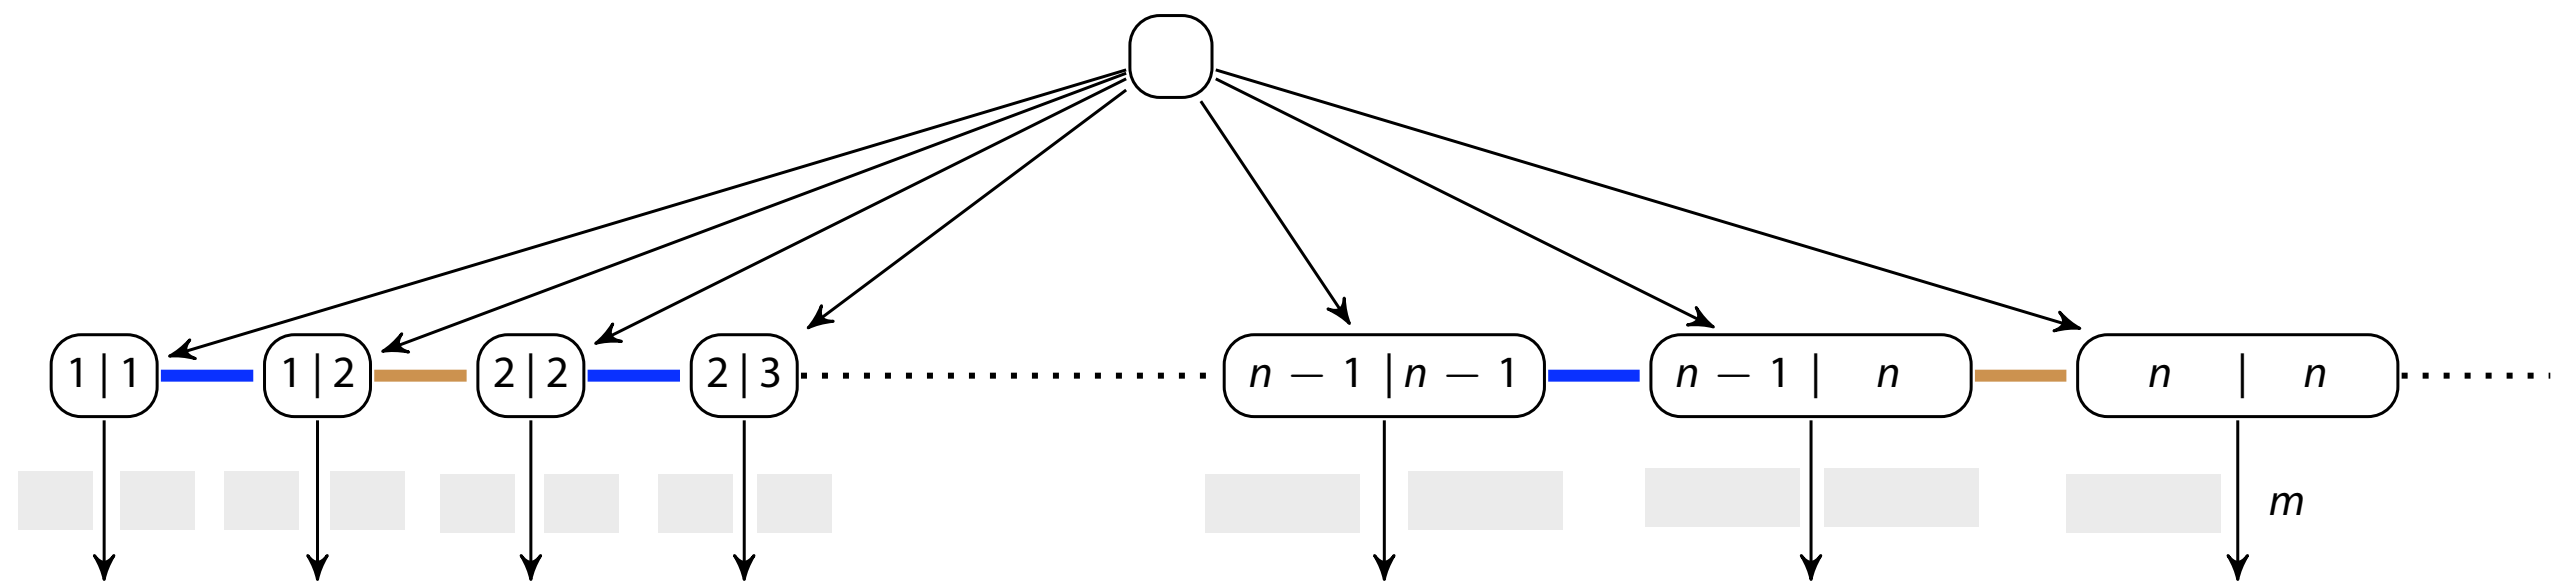 1 | 1
1 | 2
2 | 2
2 | 3
n − 1 | n − 1
n − 1 | n
n | n
m